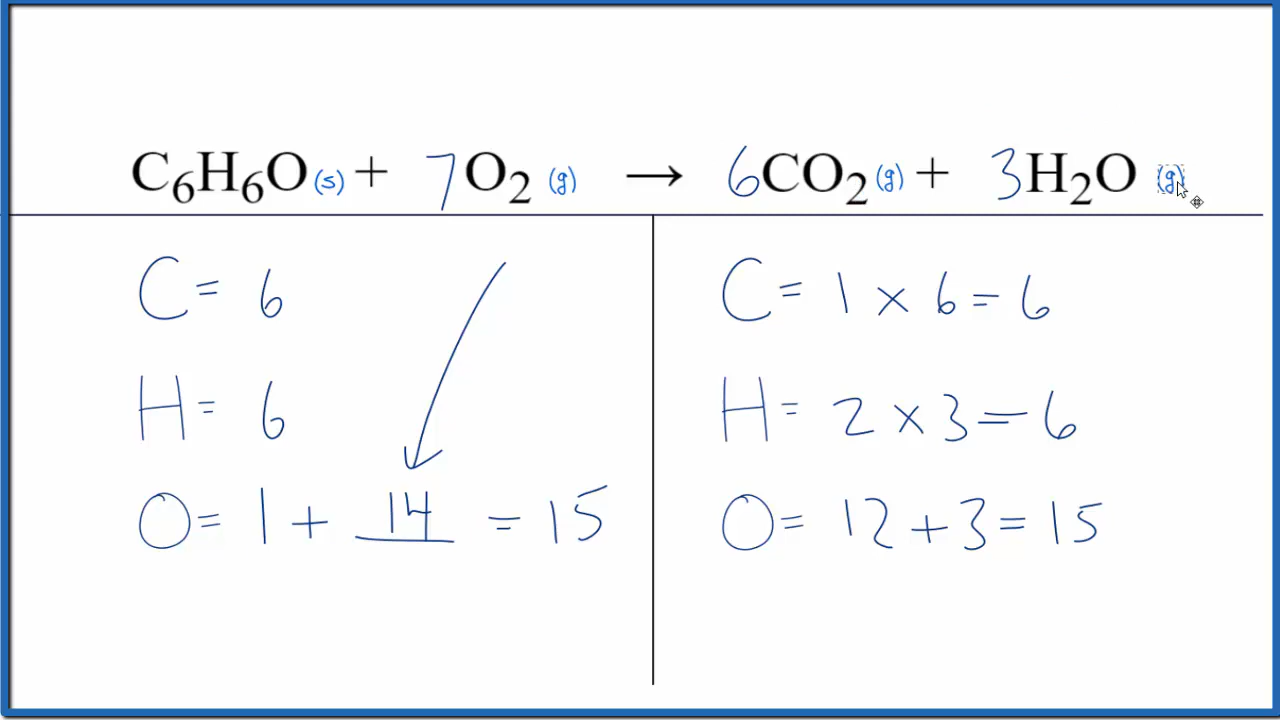 C₆H₆O(s) + 7O₂(g) → 6CO₂(g) + 3H₂O(g)
C = 6
H = 6
O = 1 + 14 = 15
C = 1 × 6 = 6
H = 2 × 3 = 6
O = 12 + 3 = 15